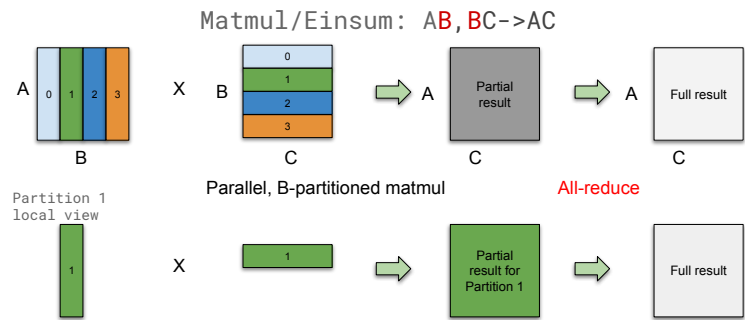 Matmul/Einsum: AB,BC->AC
A
0
1
2
3
B
X
B
0
1
2
3
C
A
Partial
result
C
A
Full result
C
Parallel, B-partitioned matmul
All-reduce
Partition 1
local view
1
X
1
Partial
result for
Partition 1
Full result